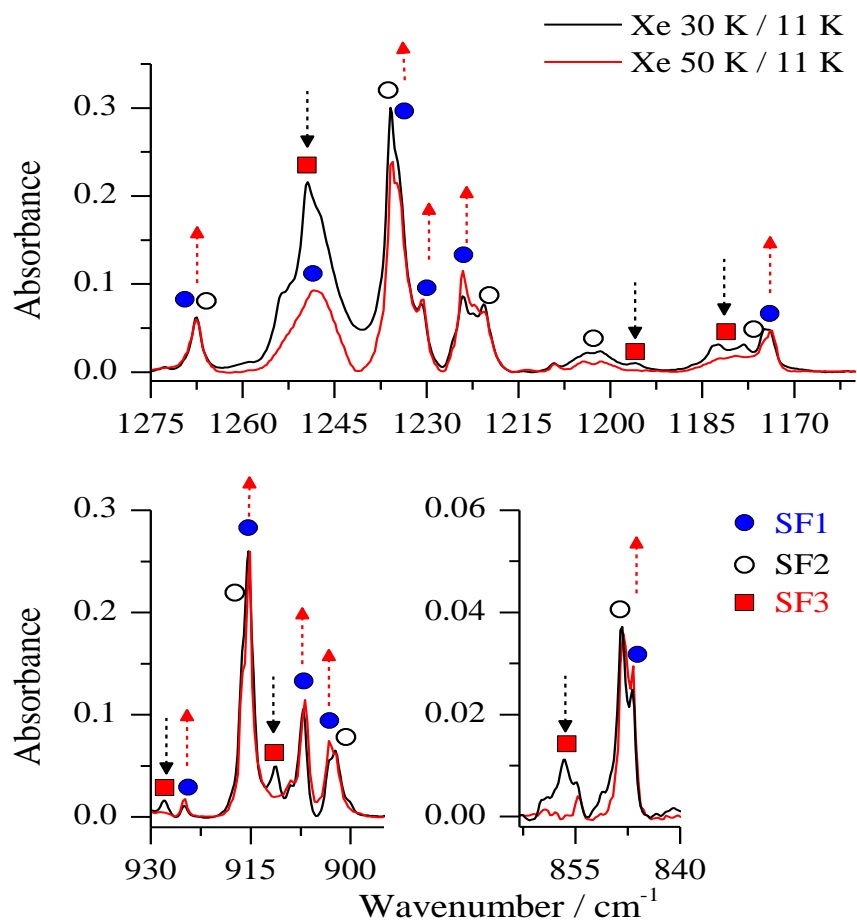 Xe 30 K / 11 K
Xe 50 K / 11 K
Absorbance
0.3
0.2
0.1
0.0
1275 1260 1245 1230 1215 1200 1185 1170
Absorbance
0.3
0.2
0.1
0.0
930 915 900
0.06
0.04
0.02
0.00
855 840
SF1
SF2
SF3
Wavenumber / cm⁻¹